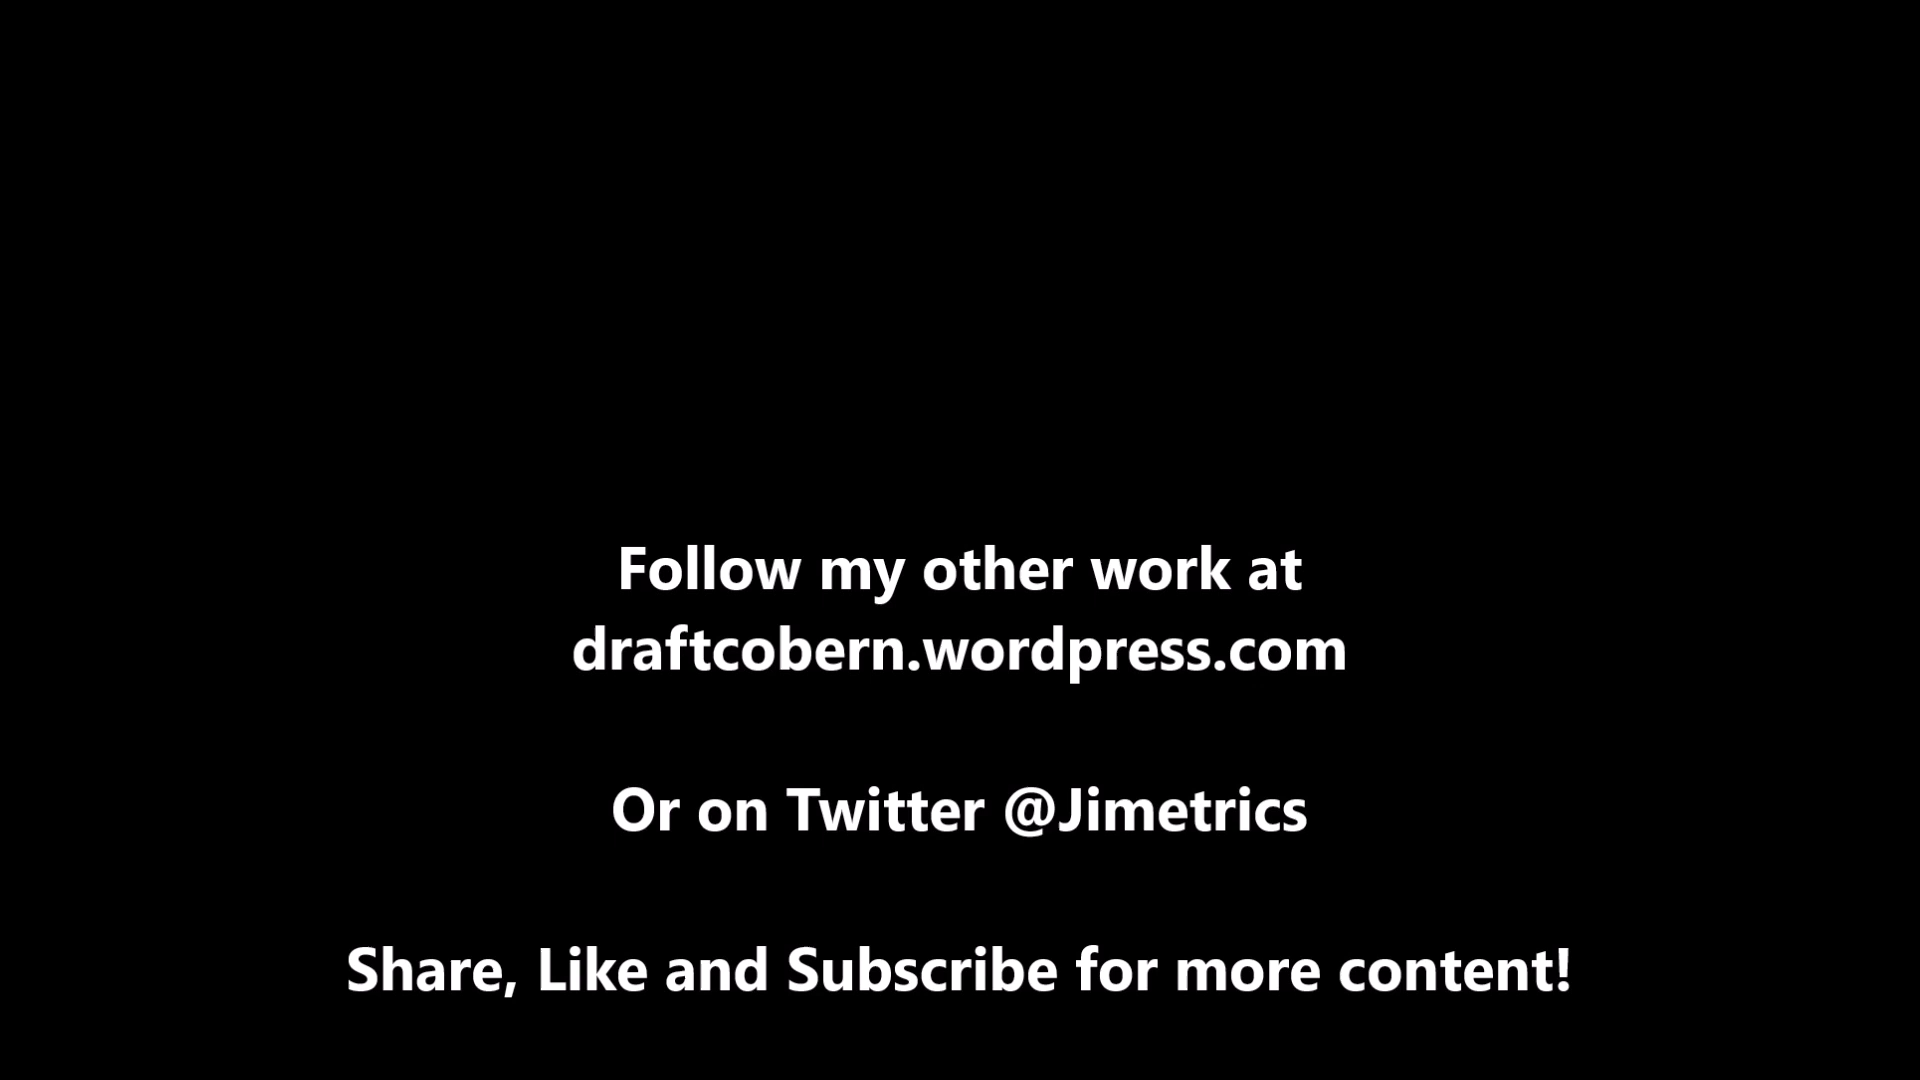 Follow my other work at
draftcobern.wordpress.com
Or on Twitter @Jimetrics
Share, Like and Subscribe for more content!